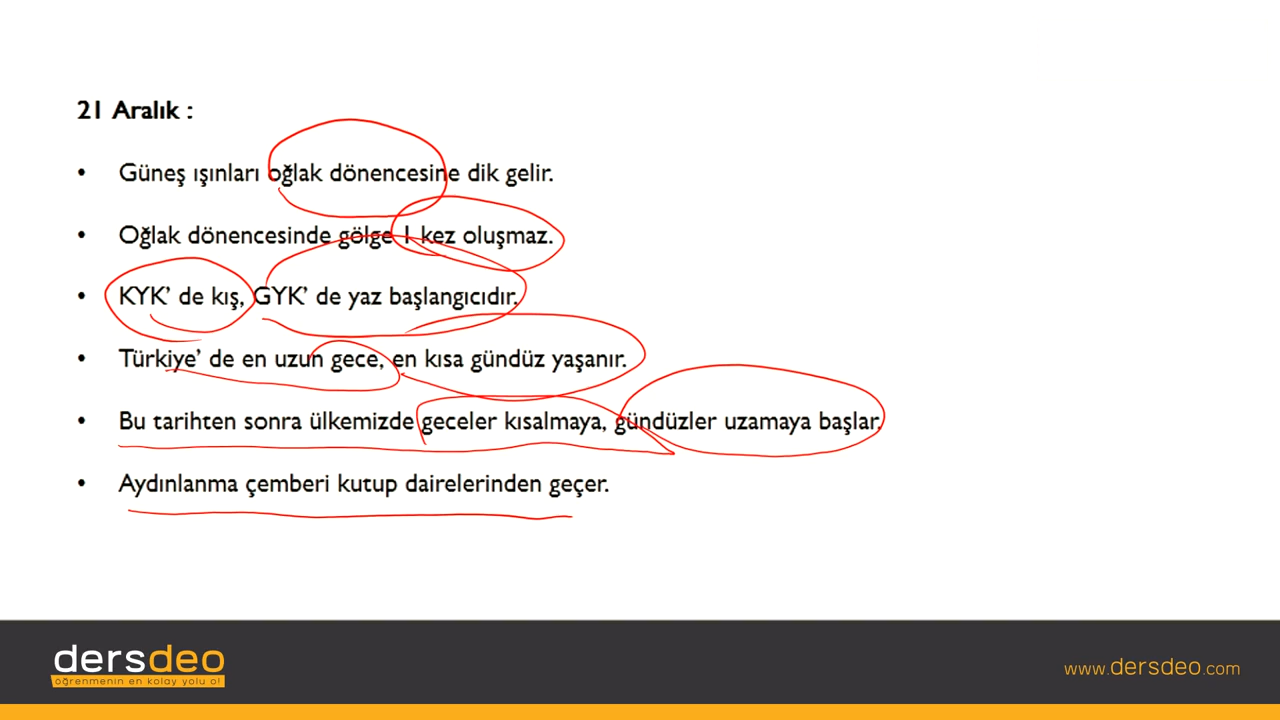 21 Aralık :
• Güneş ışınları oğlak dönencesine dik gelir.
• Oğlak dönencesinde gölge 1 kez oluşmaz.
• KYK' de kış, GYK' de yaz başlangıcıdır.
• Türkiye' de en uzun gece, en kısa gündüz yaşanır.
• Bu tarihten sonra ülkemizde geceler kısalmaya, gündüzler uzamaya başlar.
• Aydınlanma çemberi kutup dairelerinden geçer.
dersdeo
öğrenmenin en kolay yolu o!
www.dersdeo.com